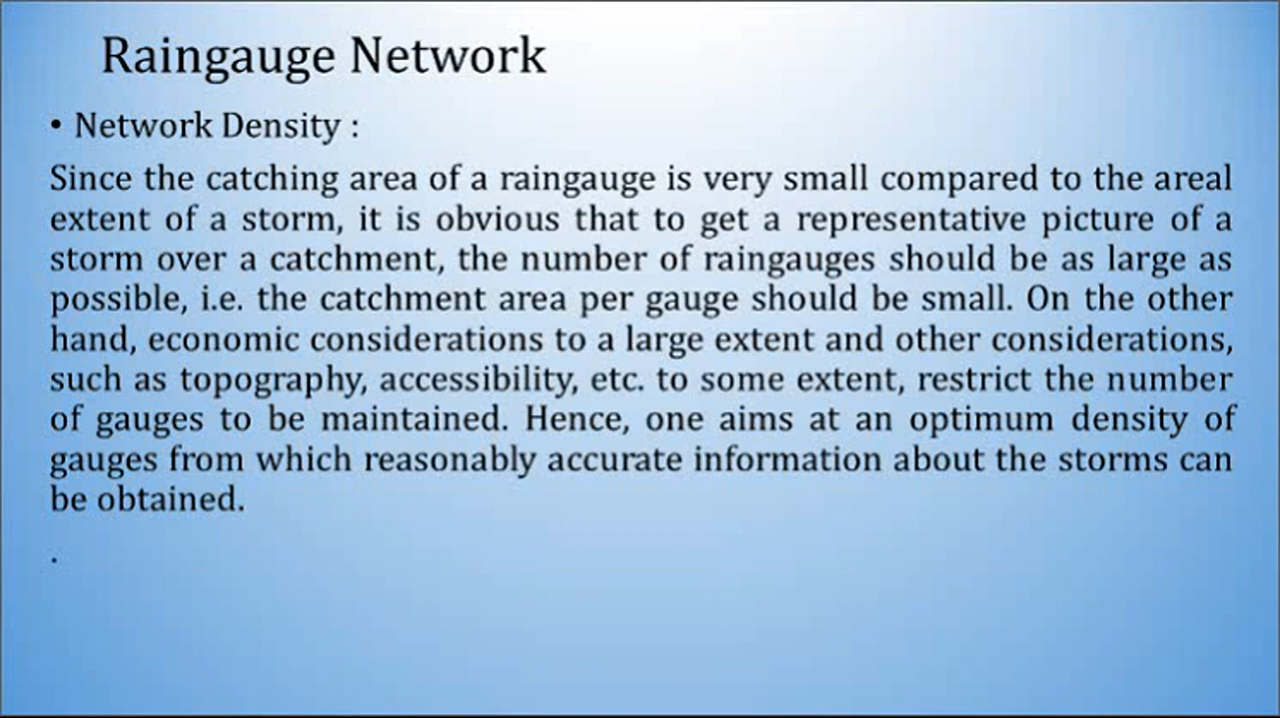 Raingauge Network
• Network Density :
Since the catching area of a raingauge is very small compared to the areal
extent of a storm, it is obvious that to get a representative picture of a
storm over a catchment, the number of raingauges should be as large as
possible, i.e. the catchment area per gauge should be small. On the other
hand, economic considerations to a large extent and other considerations,
such as topography, accessibility, etc. to some extent, restrict the number
of gauges to be maintained. Hence, one aims at an optimum density of
gauges from which reasonably accurate information about the storms can
be obtained.
.